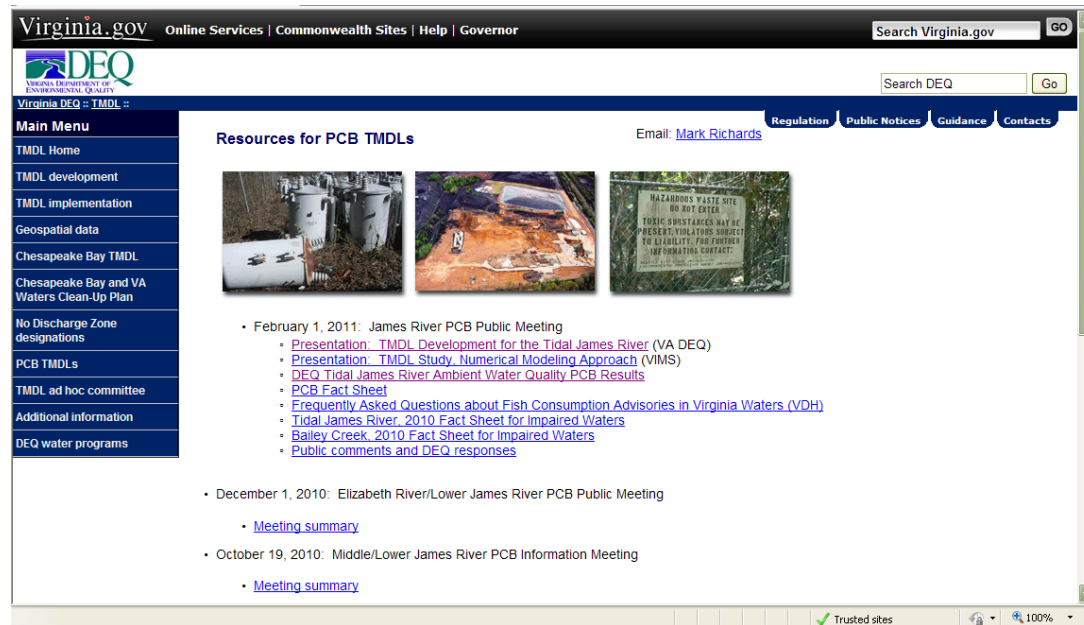 Virginia.gov Online Services | Commonwealth Sites | Help | Governor Search Virginia.gov GO
DEQ
VIRGINIA DEPARTMENT OF
ENVIRONMENTAL QUALITY
Search DEQ Go
Virginia DEQ :: TMDL ::
Regulation Public Notices Guidance Contacts
Main Menu
TMDL Home
TMDL development
TMDL implementation
Geospatial data
Chesapeake Bay TMDL
Chesapeake Bay and VA
Waters Clean-Up Plan
No Discharge Zone
designations
PCB TMDLs
TMDL ad hoc committee
Additional information
DEQ water programs
Resources for PCB TMDLs
Email: Mark Richards
HAZARDOUS WASTE SITE
DO NOT ENTER
TOXIC SUBSTANCES MAY BE
PRESENT. VIOLATORS SUBJECT
TO LIABILITY. FOR FURTHER
INFORMATION CONTACT:
• February 1, 2011: James River PCB Public Meeting
Presentation: TMDL Development for the Tidal James River (VA DEQ)
Presentation: TMDL Study, Numerical Modeling Approach (VIMS)
DEQ Tidal James River Ambient Water Quality PCB Results
PCB Fact Sheet
Frequently Asked Questions about Fish Consumption Advisories in Virginia Waters (VDH)
Tidal James River, 2010 Fact Sheet for Impaired Waters
Bailey Creek, 2010 Fact Sheet for Impaired Waters
Public comments and DEQ responses
• December 1, 2010: Elizabeth River/Lower James River PCB Public Meeting
• Meeting summary
• October 19, 2010: Middle/Lower James River PCB Information Meeting
• Meeting summary
Trusted sites 100%